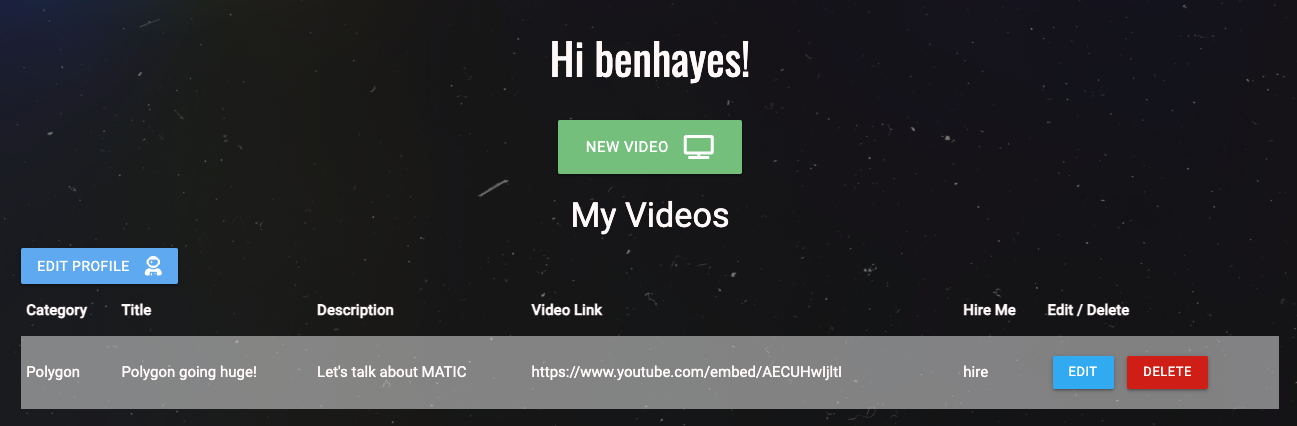 Hi benhayes!
NEW VIDEO
My Videos
EDIT PROFILE
Category Title Description Video Link Hire Me Edit / Delete
Polygon Polygon going huge! Let's talk about MATIC https://www.youtube.com/embed/AECUHwIjltI hire EDIT DELETE